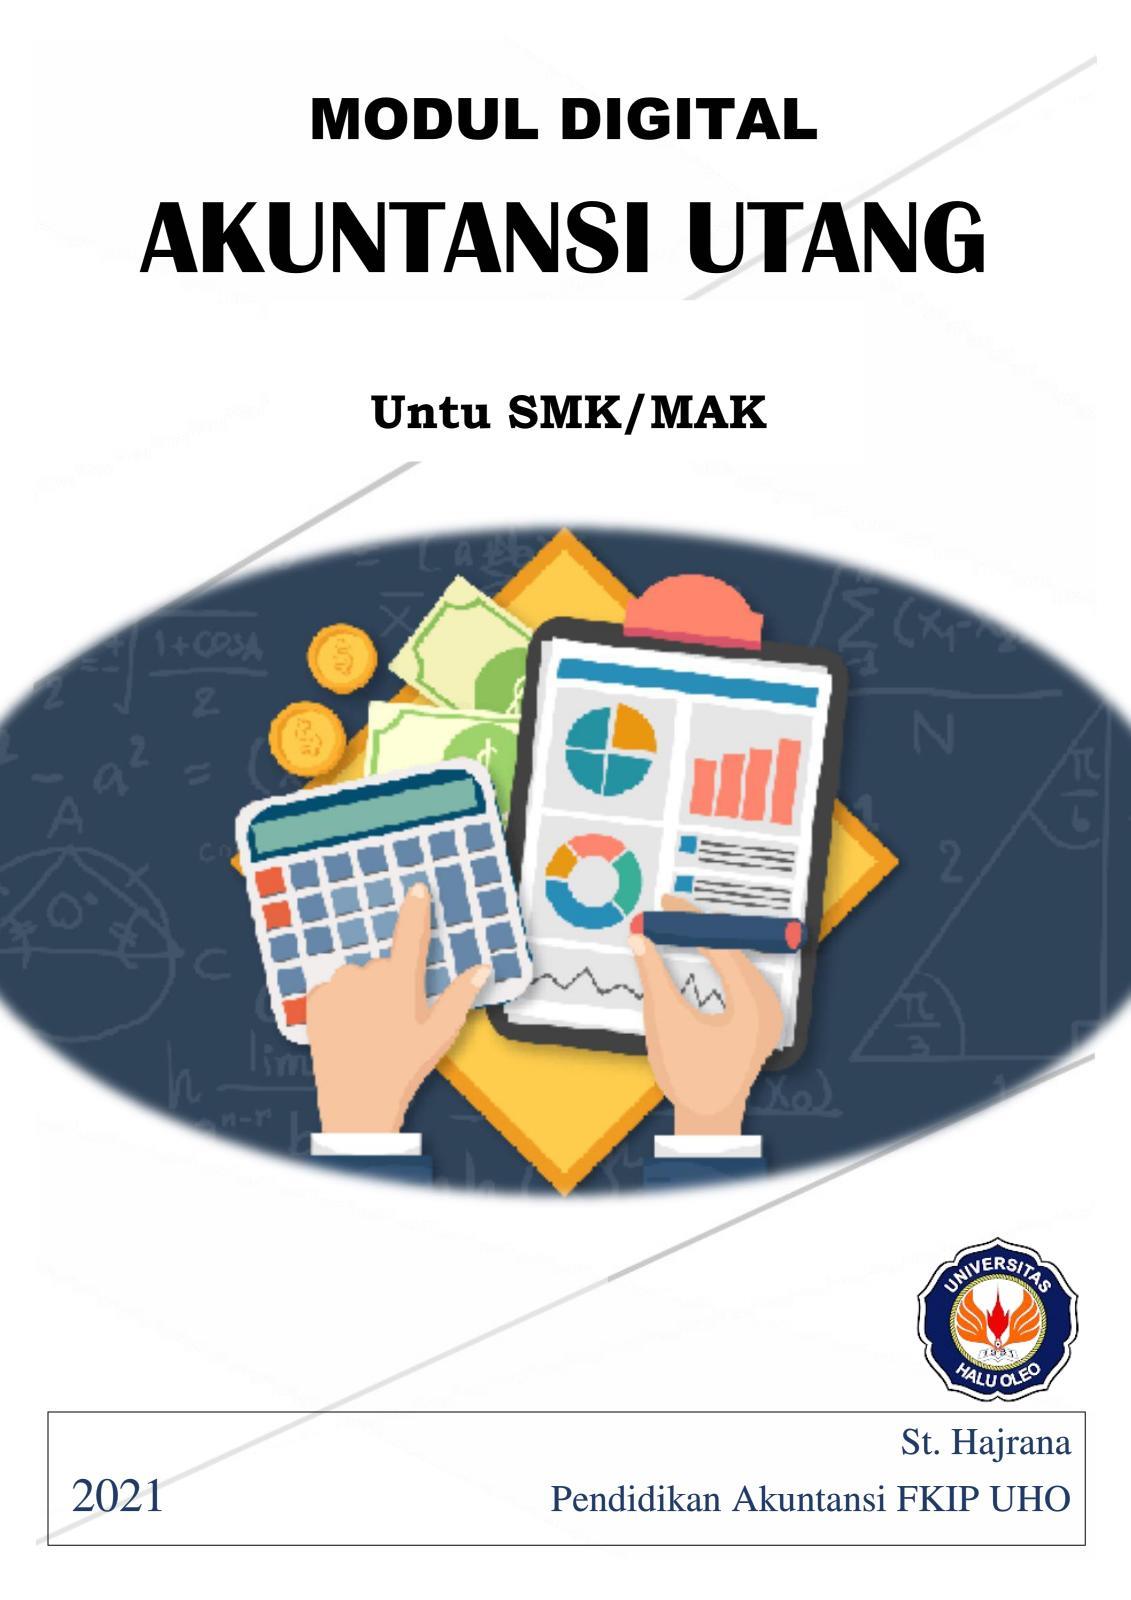 MODUL DIGITAL
AKUNTANSI UTANG
Untu SMK/MAK
UNIVERSITAS
HALU OLEO
St. Hajrana
2021
Pendidikan Akuntansi FKIP UHO